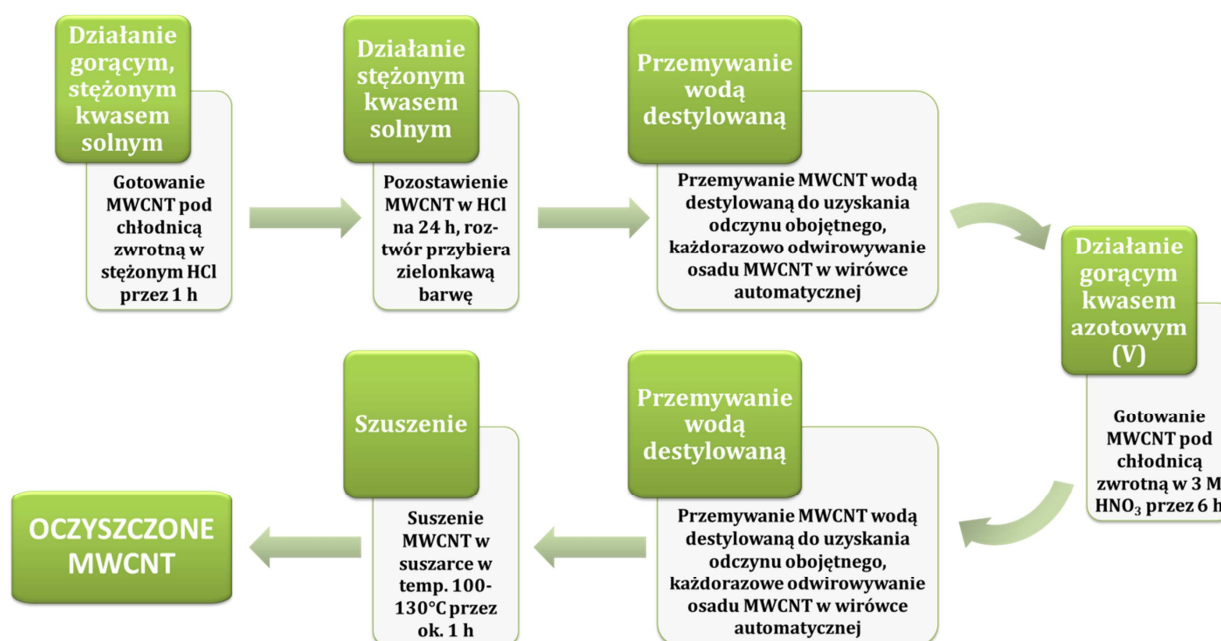 Działanie
gorącym,
stężonym
kwasem
solnym
Gotowanie
MWCNT pod
chłodnicą
zwrotną w
stężonym HCl
przez 1 h
Działanie
stężonym
kwasem
solnym
Pozostawienie
MWCNT w HCl
na 24 h, roz-
twór przybiera
zielonkawą
barwę
Przemywanie
wodą
destylowaną
Przemywanie MWCNT wodą
destylowaną do uzyskania
odczynu obojętnego,
każdorazowo odwirowywanie
osadu MWCNT w wirówce
automatycznej
Działanie
gorącym
kwasem
azotowym
(V)
Gotowanie
MWCNT pod
chłodnicą
zwrotną w 3 M
HNO₃ przez 6 h
Przemywanie
wodą
destylowaną
Przemywanie MWCNT wodą
destylowaną do uzyskania
odczynu obojętnego,
każdorazowe odwirowywanie
osadu MWCNT w wirówce
automatycznej
Szuszenie
Suszenie
MWCNT w
suszarce w
temp. 100-
130°C przez
ok. 1 h
OCZYSZCZONE
MWCNT